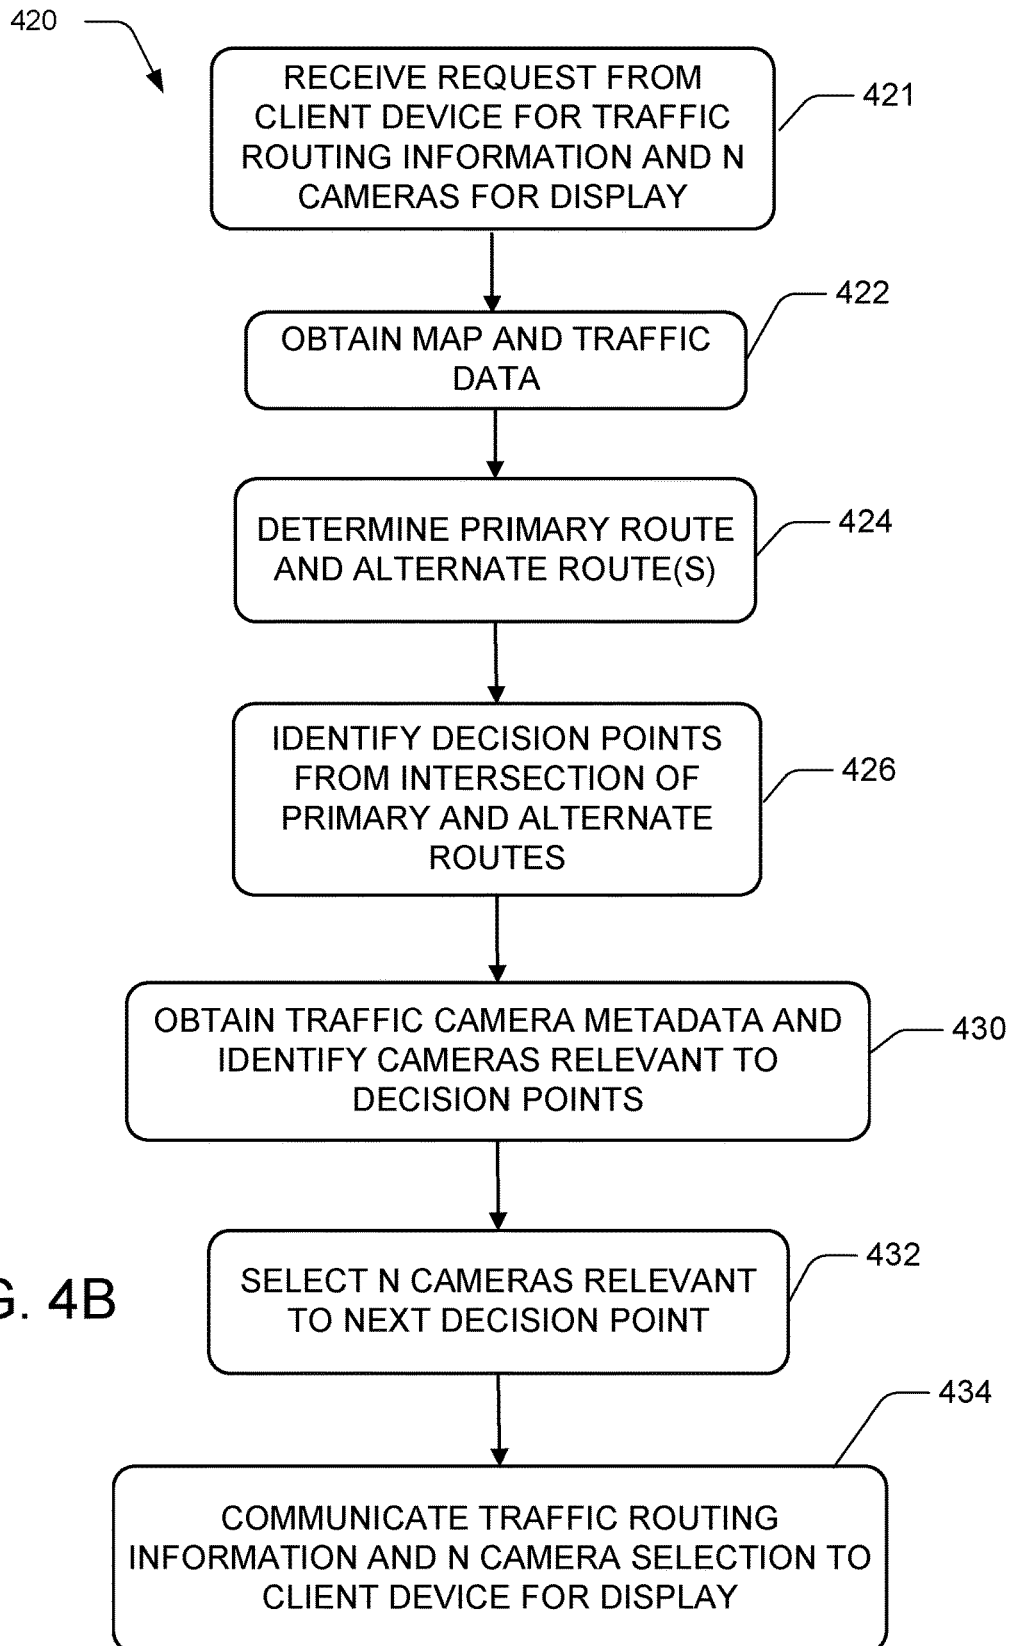 420
RECEIVE REQUEST FROM
CLIENT DEVICE FOR TRAFFIC
ROUTING INFORMATION AND N
CAMERAS FOR DISPLAY
421
OBTAIN MAP AND TRAFFIC
DATA
422
DETERMINE PRIMARY ROUTE
AND ALTERNATE ROUTE(S)
424
IDENTIFY DECISION POINTS
FROM INTERSECTION OF
PRIMARY AND ALTERNATE
ROUTES
426
OBTAIN TRAFFIC CAMERA METADATA AND
IDENTIFY CAMERAS RELEVANT TO
DECISION POINTS
430
SELECT N CAMERAS RELEVANT
TO NEXT DECISION POINT
432
G. 4B
COMMUNICATE TRAFFIC ROUTING
INFORMATION AND N CAMERA SELECTION TO
CLIENT DEVICE FOR DISPLAY
434